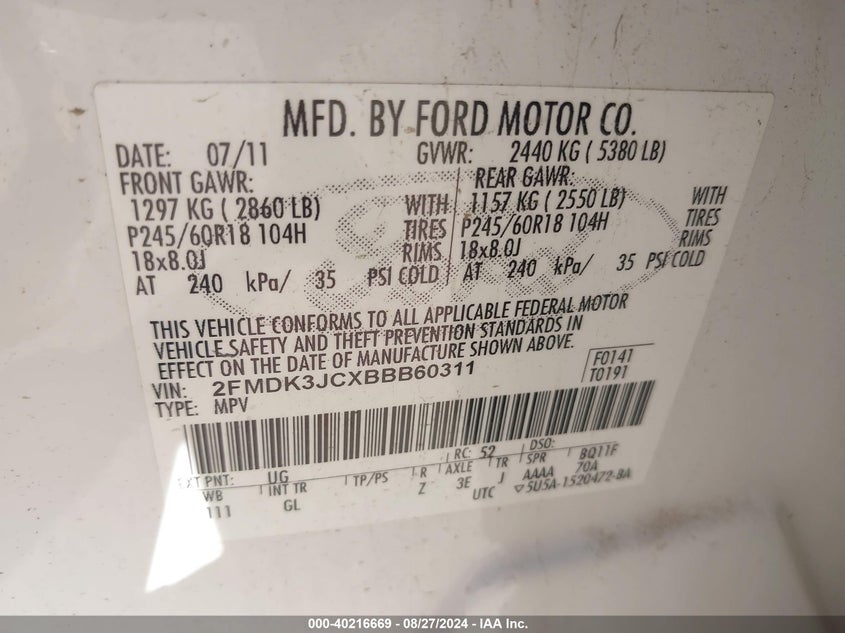 MFD. BY FORD MOTOR CO.
DATE: 07/11 GVWR: 2440 KG ( 5380 LB)
FRONT GAWR: REAR GAWR:
1297 KG ( 2860 LB) WITH 1157 KG ( 2550 LB) WITH
P245/60R18 104H TIRES P245/60R18 104H TIRES
18x8.0J RIMS 18x8.0J RIMS
AT 240 kPa/ 35 PSI COLD AT 240 kPa/ 35 PSI COLD
THIS VEHICLE CONFORMS TO ALL APPLICABLE FEDERAL MOTOR
VEHICLE SAFETY AND THEFT PREVENTION STANDARDS IN
EFFECT ON THE DATE OF MANUFACTURE SHOWN ABOVE.
VIN: 2FMDK3JCXBBB60311 F0141
TYPE: MPV T0191
EXT PNT: UG RC: 52 DSO:
WB INT TR TP/PS R AXLE TR SPR BQ11F
111 GL Z 3E J AAAA 70A
UTC 5U5A-1520472-BA
000-40216669 - 08/27/2024 - IAA Inc.